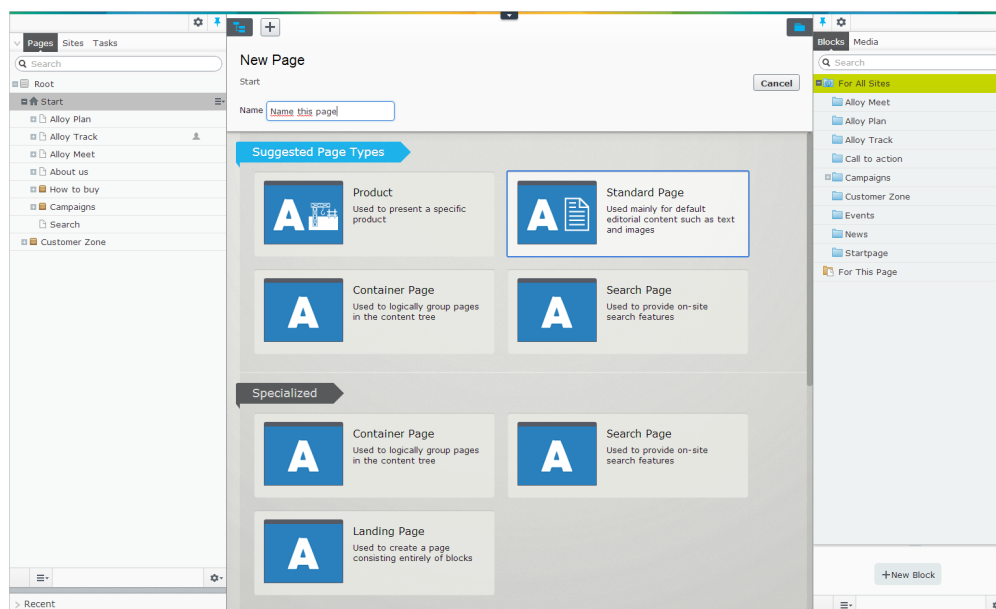 Pages Sites Tasks
Search
Root
Start
Alloy Plan
Alloy Track
Alloy Meet
About us
How to buy
Campaigns
Search
Customer Zone
> Recent
New Page
Start
Cancel
Name Name this page
Suggested Page Types
Product
Used to present a specific
product
Standard Page
Used mainly for default
editorial content such as text
and images
Container Page
Used to logically group pages
in the content tree
Search Page
Used to provide on-site
search features
Specialized
Container Page
Used to logically group pages
in the content tree
Search Page
Used to provide on-site
search features
Landing Page
Used to create a page
consisting entirely of blocks
Blocks Media
Search
For All Sites
Alloy Meet
Alloy Plan
Alloy Track
Call to action
Campaigns
Customer Zone
Events
News
Startpage
For This Page
+New Block